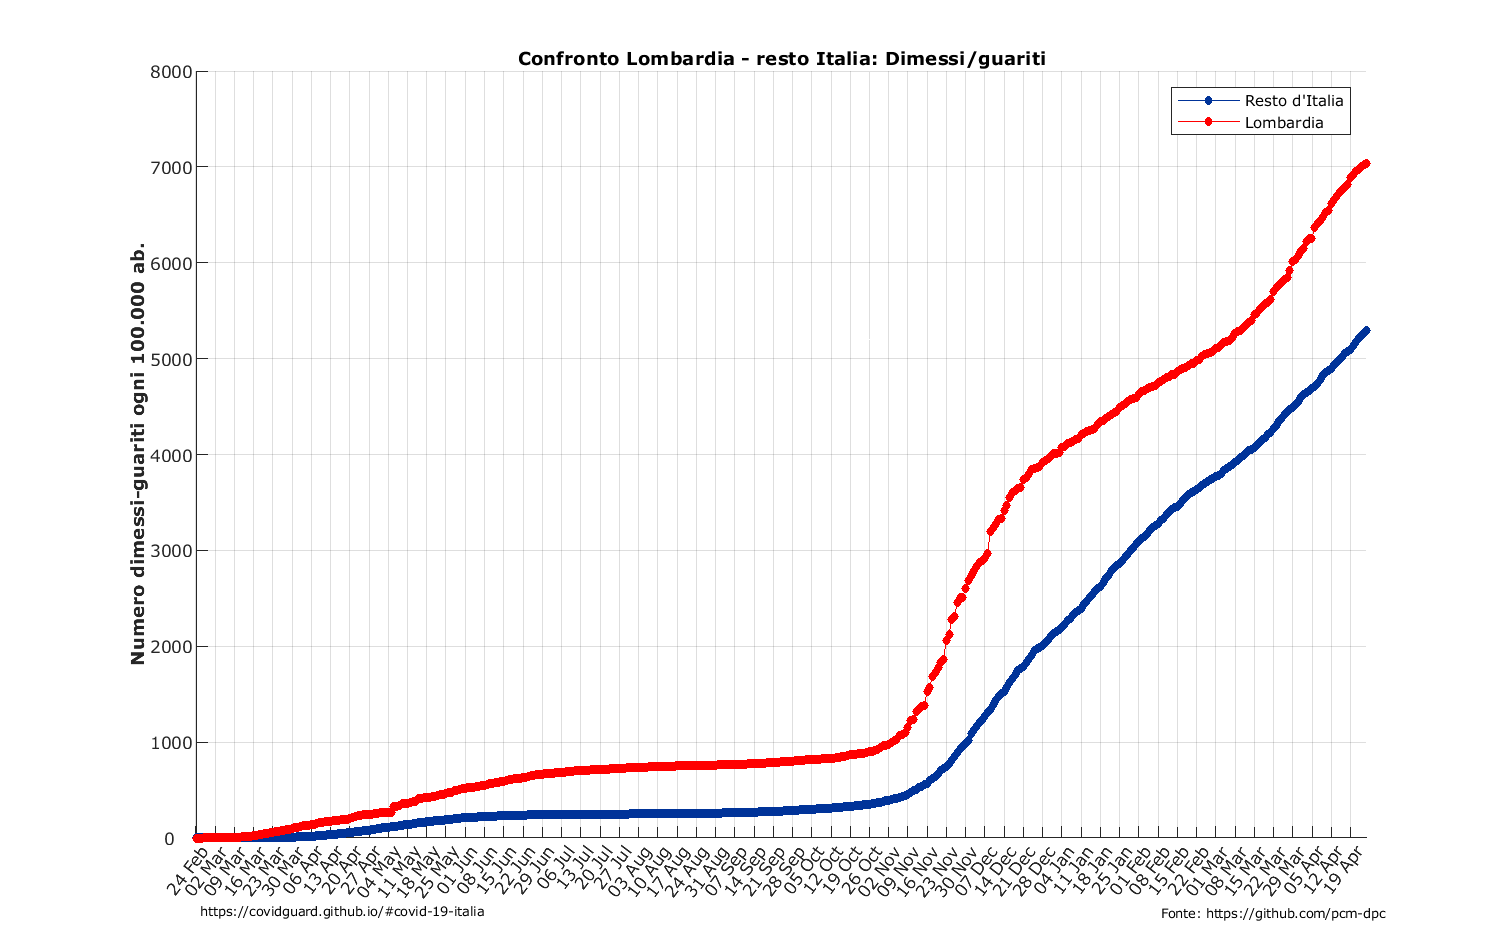 Confronto Lombardia - resto Italia: Dimessi/guariti
Numero dimessi-guariti ogni 100.000 ab.
8000
7000
6000
5000
4000
3000
2000
1000
0
Resto d'Italia
Lombardia
24 Feb
02 Mar
09 Mar
16 Mar
23 Mar
30 Mar
06 Apr
13 Apr
20 Apr
27 Apr
04 May
11 May
18 May
25 May
01 Jun
08 Jun
15 Jun
22 Jun
29 Jun
06 Jul
13 Jul
20 Jul
27 Jul
03 Aug
10 Aug
17 Aug
24 Aug
31 Aug
07 Sep
14 Sep
21 Sep
28 Sep
05 Oct
12 Oct
19 Oct
26 Oct
02 Nov
09 Nov
16 Nov
23 Nov
30 Nov
07 Dec
14 Dec
21 Dec
28 Dec
04 Jan
11 Jan
18 Jan
25 Jan
01 Feb
08 Feb
15 Feb
22 Feb
01 Mar
08 Mar
15 Mar
22 Mar
29 Mar
05 Apr
12 Apr
19 Apr
https://covidguard.github.io/#covid-19-italia
Fonte: https://github.com/pcm-dpc